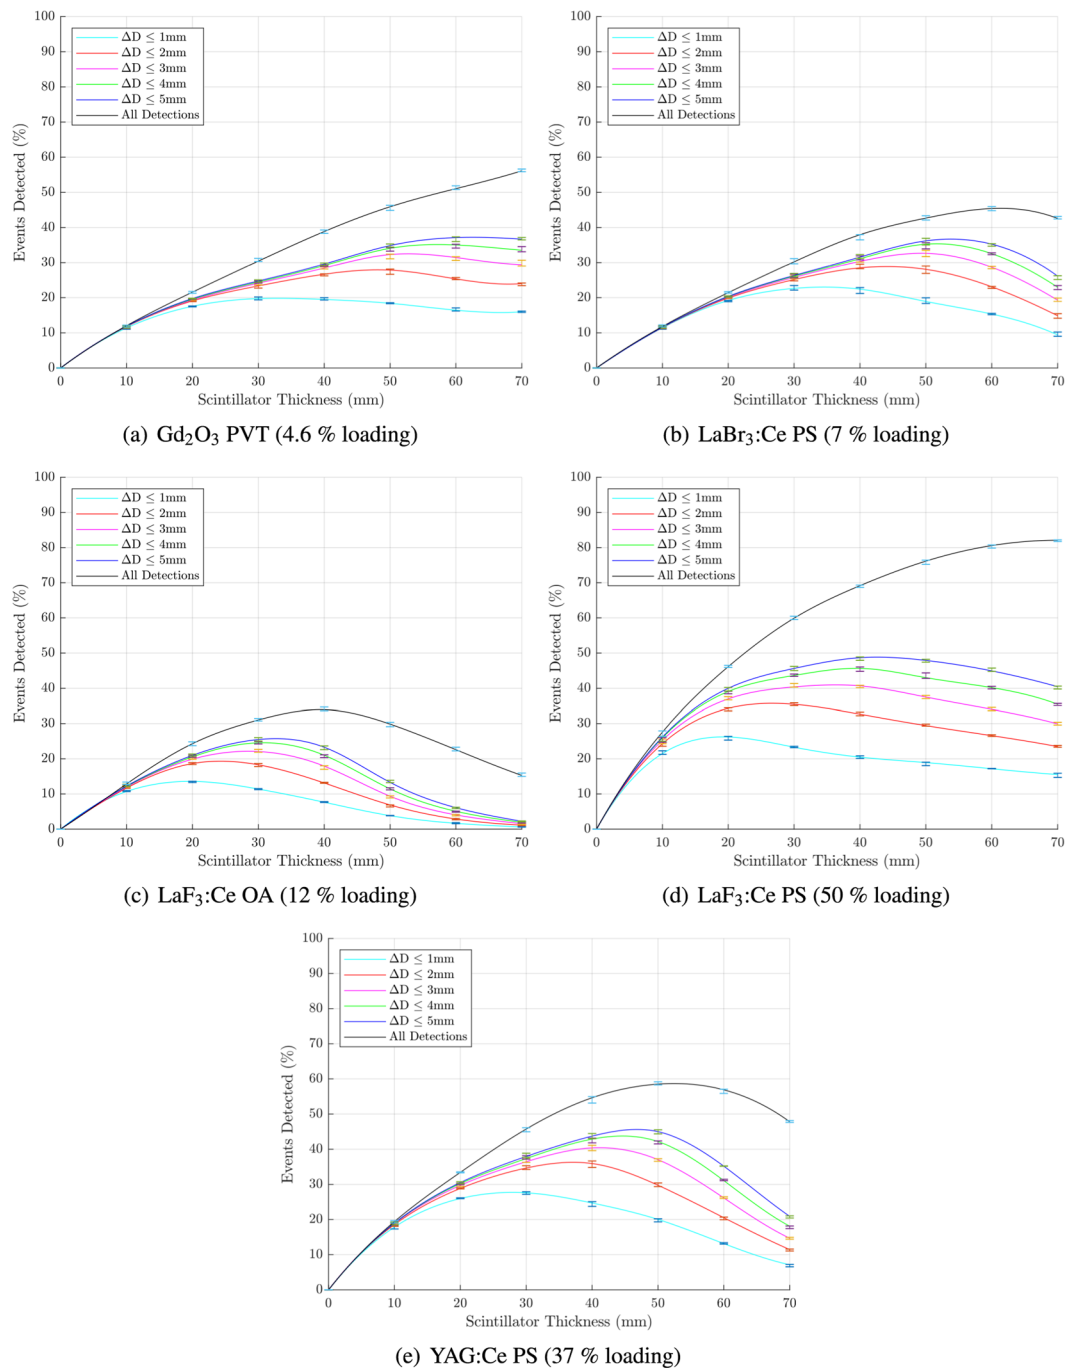 100
90
80
70
60
50
40
30
20
10
0
Events Detected (%)
ΔD ≤ 1mm
ΔD ≤ 2mm
ΔD ≤ 3mm
ΔD ≤ 4mm
ΔD ≤ 5mm
All Detections
0 10 20 30 40 50 60 70
Scintillator Thickness (mm)
(a) Gd₂O₃ PVT (4.6 % loading)
100
90
80
70
60
50
40
30
20
10
0
Events Detected (%)
ΔD ≤ 1mm
ΔD ≤ 2mm
ΔD ≤ 3mm
ΔD ≤ 4mm
ΔD ≤ 5mm
All Detections
0 10 20 30 40 50 60 70
Scintillator Thickness (mm)
(b) LaBr₃:Ce PS (7 % loading)
100
90
80
70
60
50
40
30
20
10
0
Events Detected (%)
ΔD ≤ 1mm
ΔD ≤ 2mm
ΔD ≤ 3mm
ΔD ≤ 4mm
ΔD ≤ 5mm
All Detections
0 10 20 30 40 50 60 70
Scintillator Thickness (mm)
(c) LaF₃:Ce OA (12 % loading)
100
90
80
70
60
50
40
30
20
10
0
Events Detected (%)
ΔD ≤ 1mm
ΔD ≤ 2mm
ΔD ≤ 3mm
ΔD ≤ 4mm
ΔD ≤ 5mm
All Detections
0 10 20 30 40 50 60 70
Scintillator Thickness (mm)
(d) LaF₃:Ce PS (50 % loading)
100
90
80
70
60
50
40
30
20
10
0
Events Detected (%)
ΔD ≤ 1mm
ΔD ≤ 2mm
ΔD ≤ 3mm
ΔD ≤ 4mm
ΔD ≤ 5mm
All Detections
0 10 20 30 40 50 60 70
Scintillator Thickness (mm)
(e) YAG:Ce PS (37 % loading)